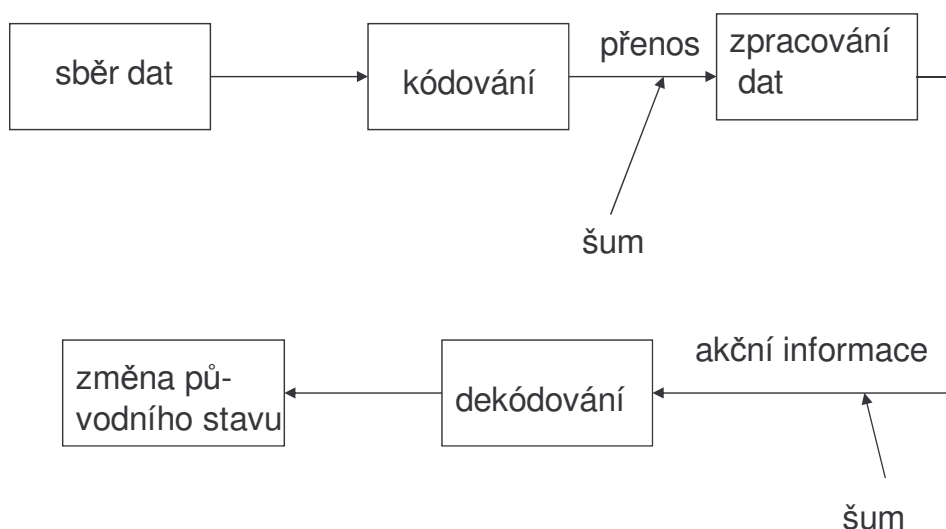 sběr dat
kódování
přenos
zpracování
dat
šum
změna pů-
vodního stavu
dekódování
akční informace
šum